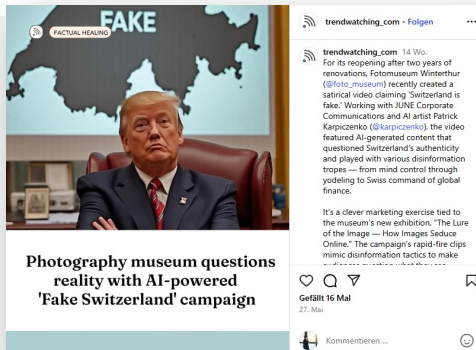 FAKE
FACTUAL HEALING
Photography museum questions
reality with AI-powered
'Fake Switzerland' campaign
trendwatching_com • Folgen
trendwatching_com 14 Wo.
For its reopening after two years of
renovations, Fotomuseum Winterthur
(@foto_museum) recently created a
satirical video claiming 'Switzerland is
fake.' Working with JUNE Corporate
Communications and AI artist Patrick
Karpiczenko (@karpiczenko), the video
featured AI-generated content that
questioned Switzerland's authenticity
and played with various disinformation
tropes — from mind control through
yodeling to Swiss command of global
finance.
It's a clever marketing exercise tied to
the museum's new exhibition, "The Lure
of the Image — How Images Seduce
Online." The campaign's rapid-fire clips
mimic disinformation tactics to make
Gefällt 16 Mal
27. Mai
Kommentieren ...